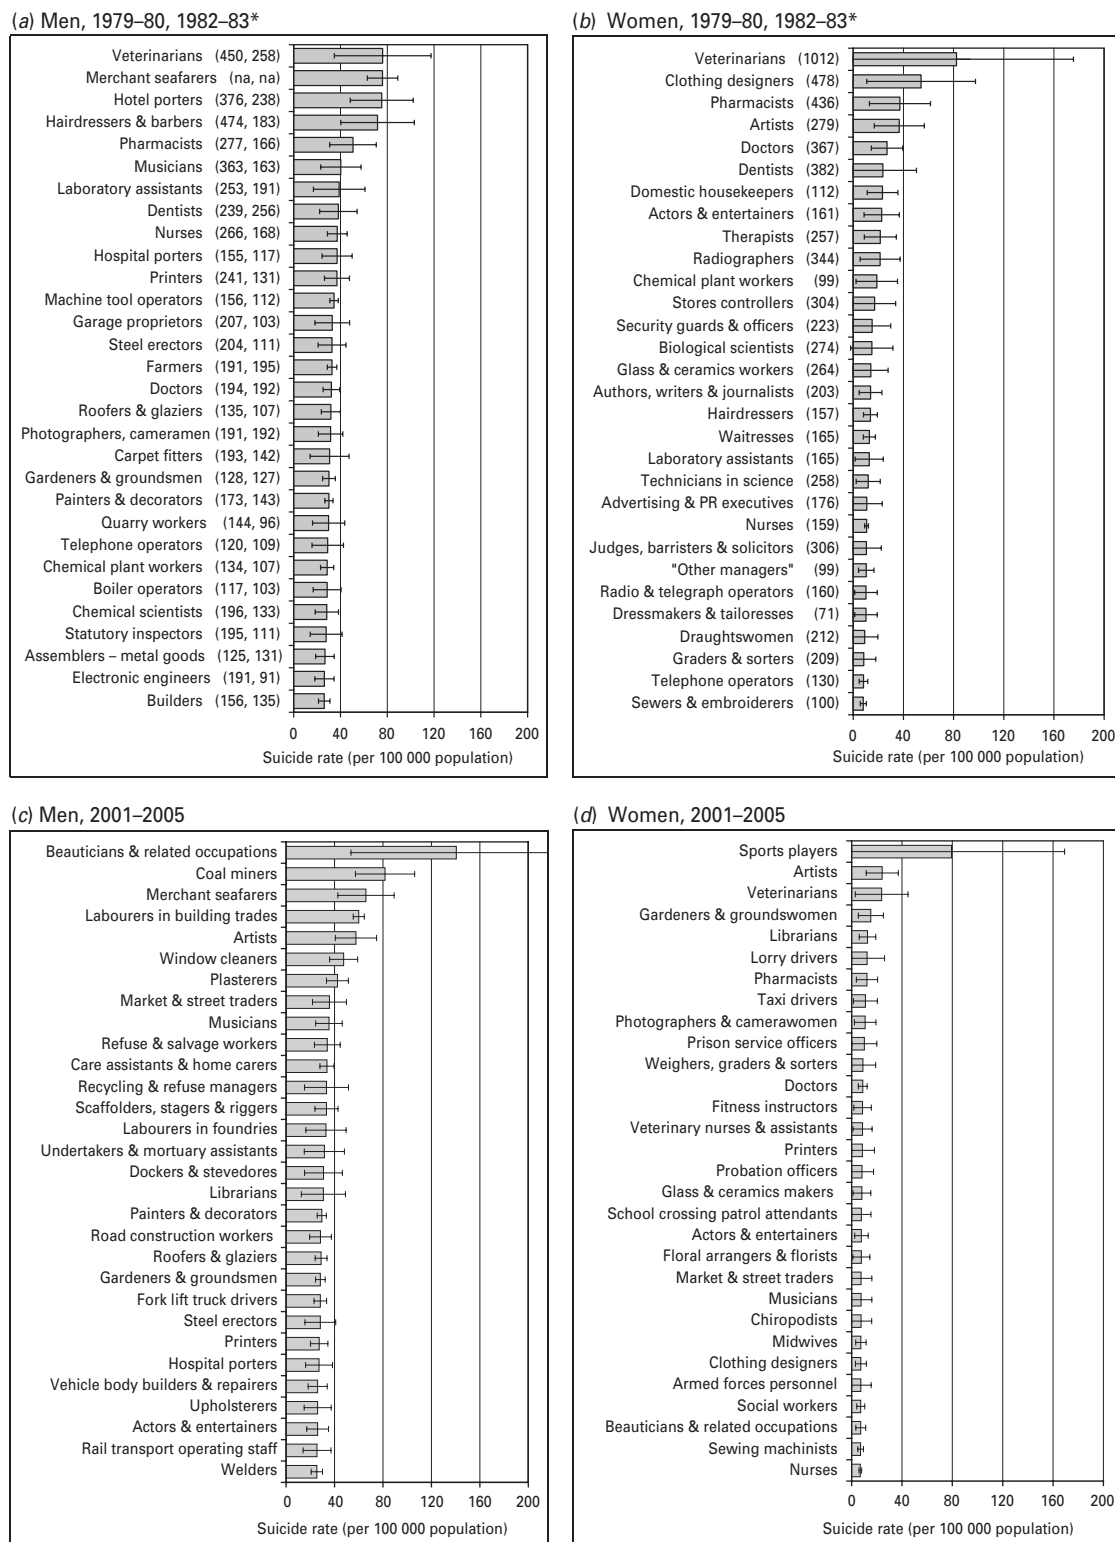 (a) Men, 1979–80, 1982–83*
Veterinarians (450, 258)
Merchant seafarers (na, na)
Hotel porters (376, 238)
Hairdressers & barbers (474, 183)
Pharmacists (277, 166)
Musicians (363, 163)
Laboratory assistants (253, 191)
Dentists (239, 256)
Nurses (266, 168)
Hospital porters (155, 117)
Printers (241, 131)
Machine tool operators (156, 112)
Garage proprietors (207, 103)
Steel erectors (204, 111)
Farmers (191, 195)
Doctors (194, 192)
Roofers & glaziers (135, 107)
Photographers, cameramen (191, 192)
Carpet fitters (193, 142)
Gardeners & groundsmen (128, 127)
Painters & decorators (173, 143)
Quarry workers (144, 96)
Telephone operators (120, 109)
Chemical plant workers (134, 107)
Boiler operators (117, 103)
Chemical scientists (196, 133)
Statutory inspectors (195, 111)
Assemblers – metal goods (125, 131)
Electronic engineers (191, 91)
Builders (156, 135)
0 40 80 120 160 200
Suicide rate (per 100 000 population)
(b) Women, 1979–80, 1982–83*
Veterinarians (1012)
Clothing designers (478)
Pharmacists (436)
Artists (279)
Doctors (367)
Dentists (382)
Domestic housekeepers (112)
Actors & entertainers (161)
Therapists (257)
Radiographers (344)
Chemical plant workers (99)
Stores controllers (304)
Security guards & officers (223)
Biological scientists (274)
Glass & ceramics workers (264)
Authors, writers & journalists (203)
Hairdressers (157)
Waitresses (165)
Laboratory assistants (165)
Technicians in science (258)
Advertising & PR executives (176)
Nurses (159)
Judges, barristers & solicitors (306)
"Other managers" (99)
Radio & telegraph operators (160)
Dressmakers & tailoresses (71)
Draughtswomen (212)
Graders & sorters (209)
Telephone operators (130)
Sewers & embroiderers (100)
0 40 80 120 160 200
Suicide rate (per 100 000 population)
(c) Men, 2001–2005
Beauticians & related occupations
Coal miners
Merchant seafarers
Labourers in building trades
Artists
Window cleaners
Plasterers
Market & street traders
Musicians
Refuse & salvage workers
Care assistants & home carers
Recycling & refuse managers
Scaffolders, stagers & riggers
Labourers in foundries
Undertakers & mortuary assistants
Dockers & stevedores
Librarians
Painters & decorators
Road construction workers
Roofers & glaziers
Gardeners & groundsmen
Fork lift truck drivers
Steel erectors
Printers
Hospital porters
Vehicle body builders & repairers
Upholsterers
Actors & entertainers
Rail transport operating staff
Welders
0 40 80 120 160 200
Suicide rate (per 100 000 population)
(d) Women, 2001–2005
Sports players
Artists
Veterinarians
Gardeners & groundswomen
Librarians
Lorry drivers
Pharmacists
Taxi drivers
Photographers & camerawomen
Prison service officers
Weighers, graders & sorters
Doctors
Fitness instructors
Veterinary nurses & assistants
Printers
Probation officers
Glass & ceramics makers
School crossing patrol attendants
Actors & entertainers
Floral arrangers & florists
Market & street traders
Musicians
Chiropodists
Midwives
Clothing designers
Armed forces personnel
Social workers
Beauticians & related occupations
Sewing machinists
Nurses
0 40 80 120 160 200
Suicide rate (per 100 000 population)